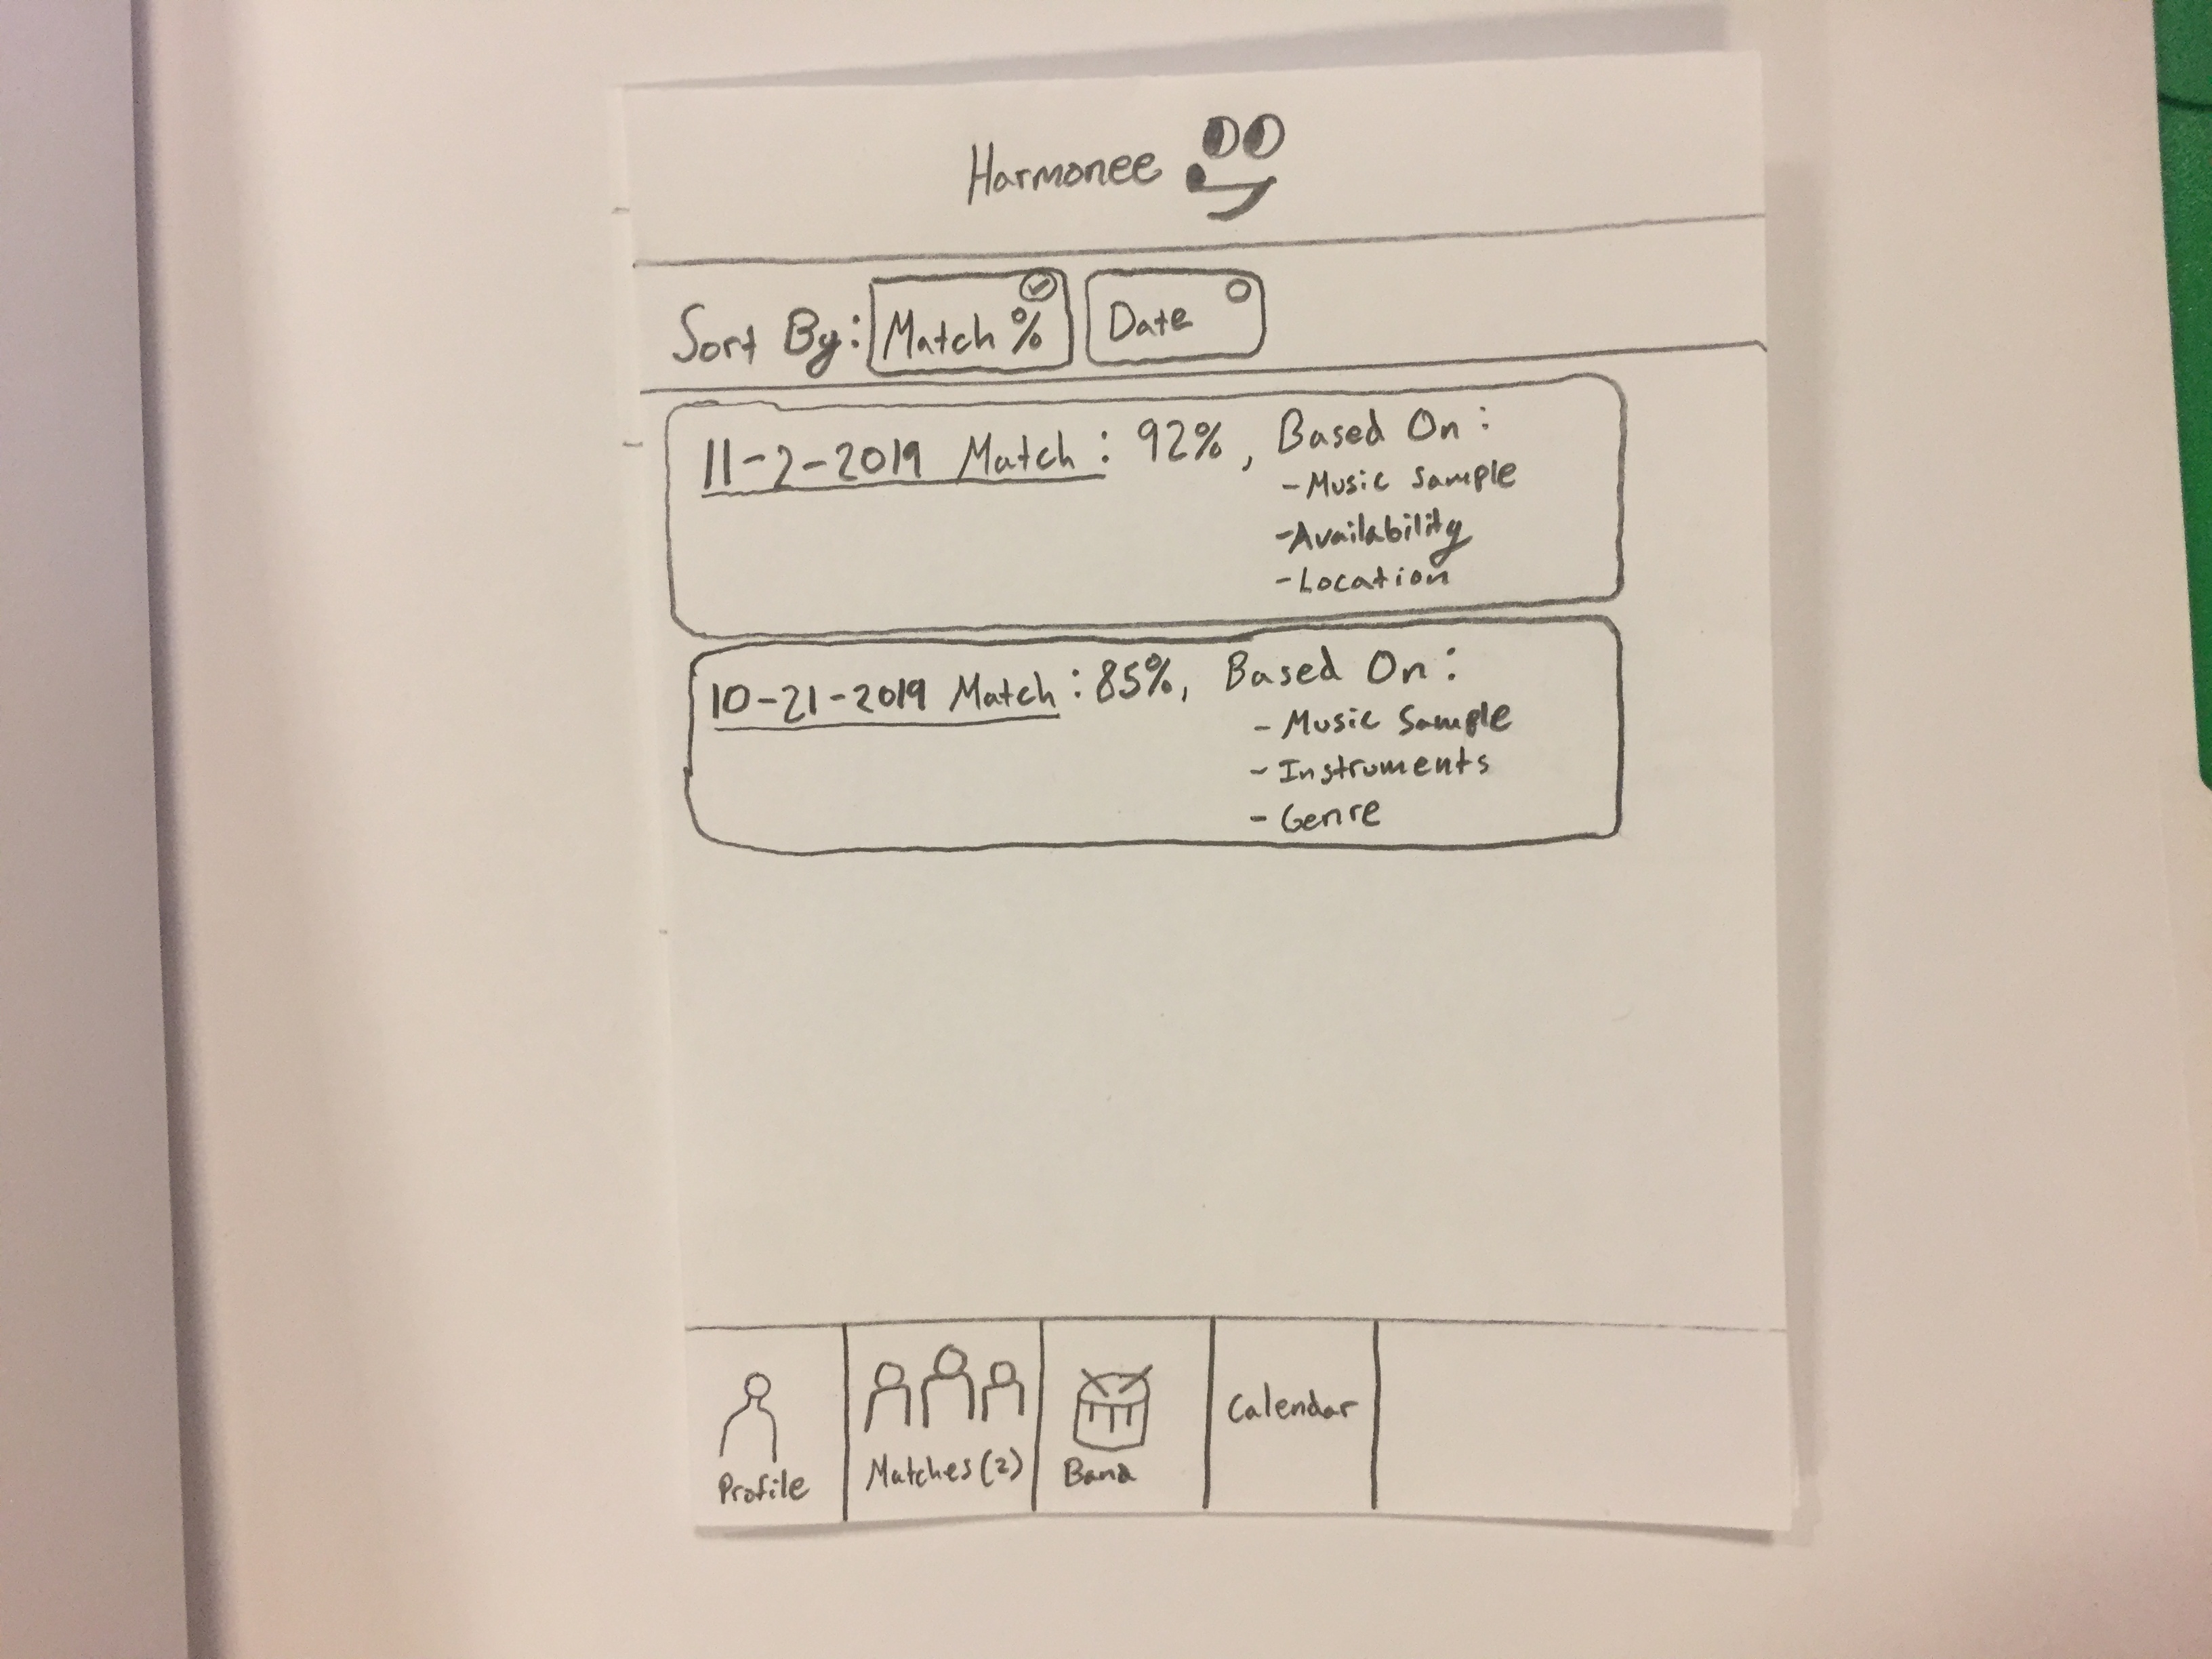 Harmonee
Sort By: Match % Date
11-2-2019 Match: 92%, Based On:
- Music Sample
- Availability
- Location
10-21-2019 Match: 85%, Based On:
- Music Sample
- Instruments
- Genre
Profile Matches (2) Band Calendar